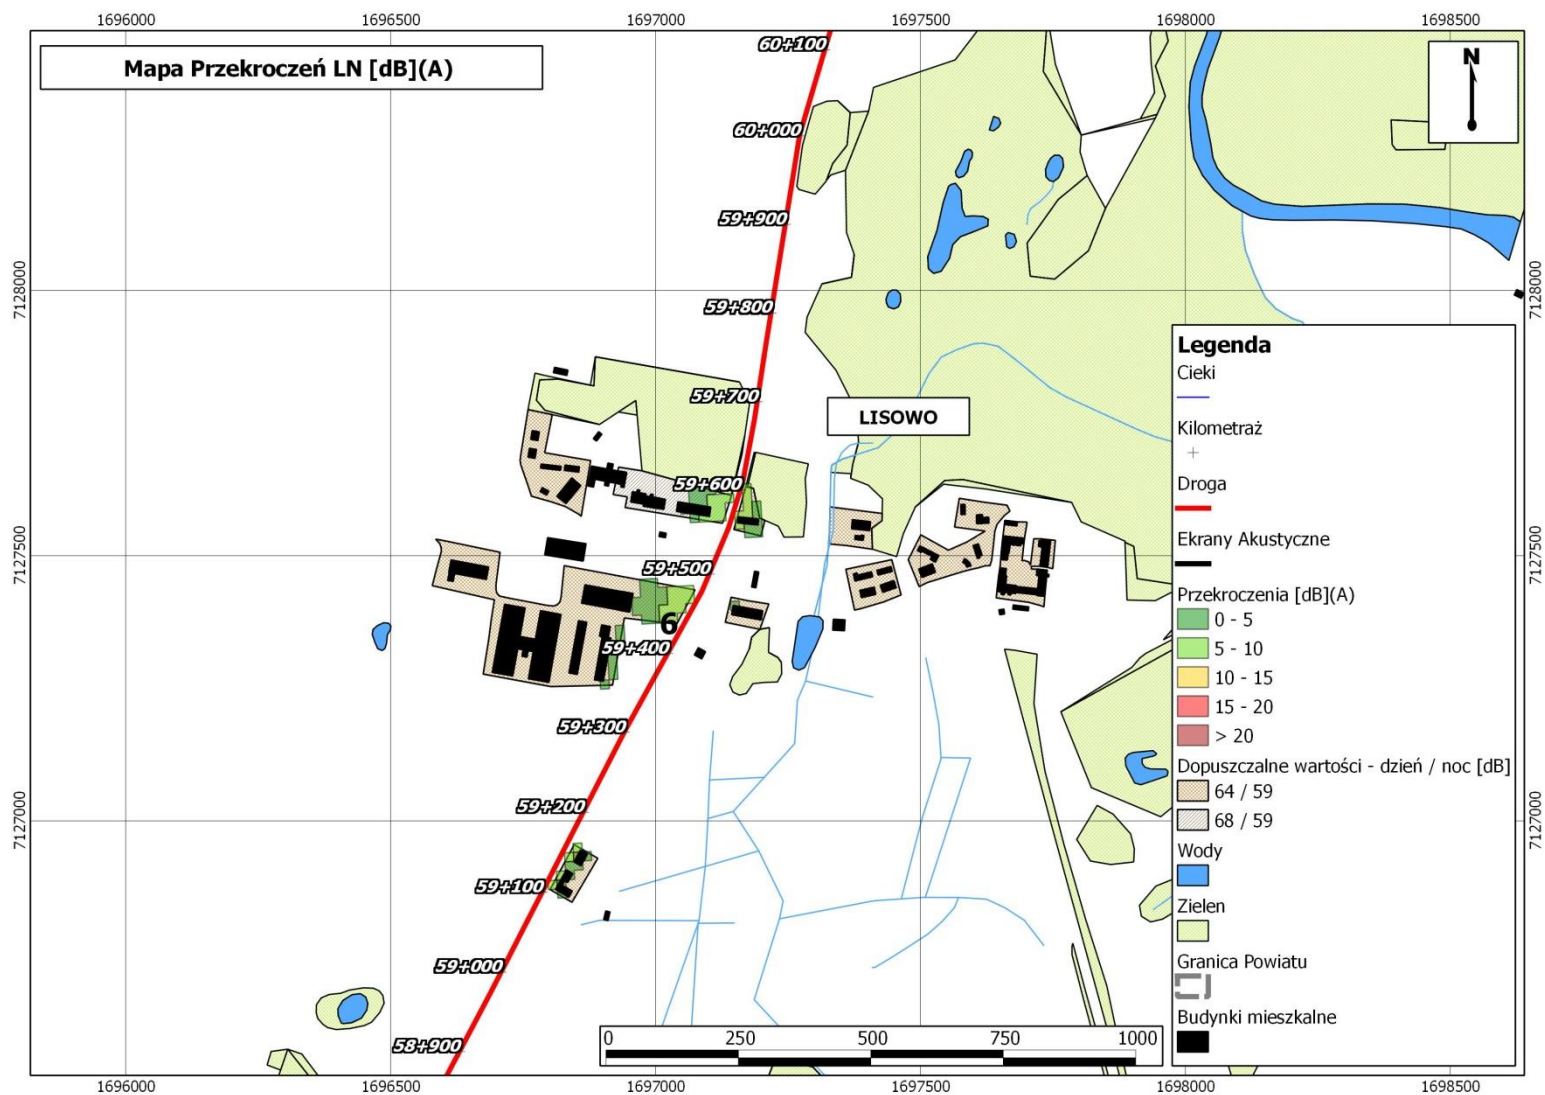 1696000 1696500 1697000 1697500 1698000 1698500
Mapa Przekroczeń LN [dB](A)
N
60+100
60+000
59+900
59+800
59+700
59+600
59+500
59+400
59+300
59+200
59+100
59+000
58+900
LISOWO
6
7128000
7127500
7127000
7128000
7127500
7127000
Legenda
Cieki
Kilometraż
Droga
Ekrany Akustyczne
Przekroczenia [dB](A)
0 - 5
5 - 10
10 - 15
15 - 20
> 20
Dopuszczalne wartości - dzień / noc [dB]
64 / 59
68 / 59
Wody
Zielen
Granica Powiatu
Budynki mieszkalne
0 250 500 750 1000
1696000 1696500 1697000 1697500 1698000 1698500